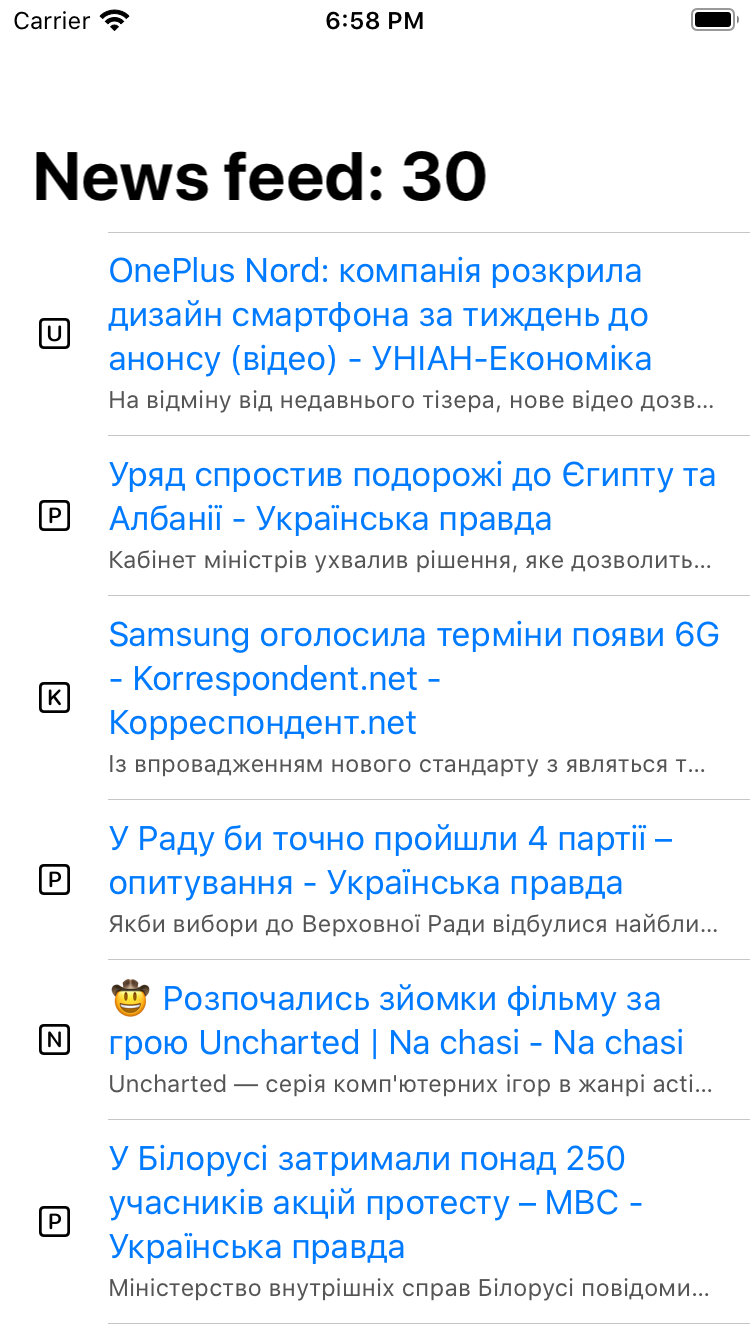 Carrier 6:58 PM
News feed: 30
OnePlus Nord: компанія розкрила
дизайн смартфона за тиждень до
U
анонсу (відео) - УНІАН-Економіка
На відміну від недавнього тізера, нове відео дозв...
Уряд спростив подорожі до Єгипту та
P
Албанії - Українська правда
Кабінет міністрів ухвалив рішення, яке дозволить...
Samsung оголосила терміни появи 6G
- Korrespondent.net -
K
Корреспондент.net
Із впровадженням нового стандарту з являться т...
У Раду би точно пройшли 4 партії –
P
опитування - Українська правда
Якби вибори до Верховної Ради відбулися найбли...
🤠 Розпочались зйомки фільму за
N
грою Uncharted | Na chasi - Na chasi
Uncharted — серія комп'ютерних ігор в жанрі acti...
У Білорусі затримали понад 250
учасників акцій протесту – МВС -
P
Українська правда
Міністерство внутрішніх справ Білорусі повідоми...